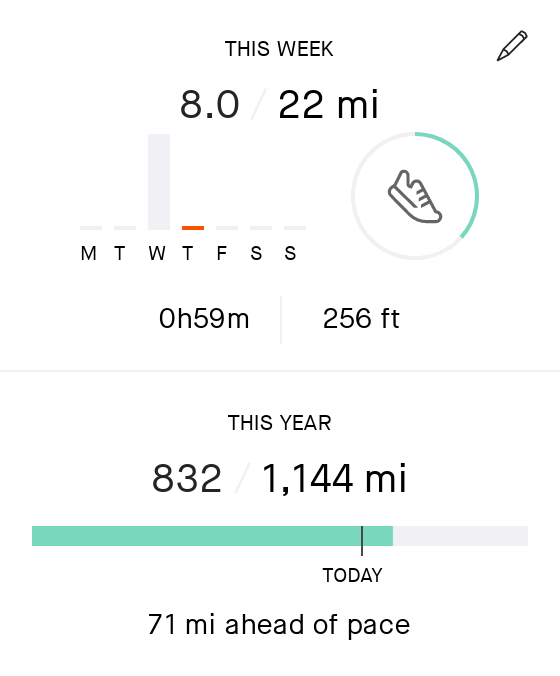 THIS WEEK
8.0 / 22 mi
M T W T F S S
0h59m
256 ft
THIS YEAR
832 / 1,144 mi
TODAY
71 mi ahead of pace